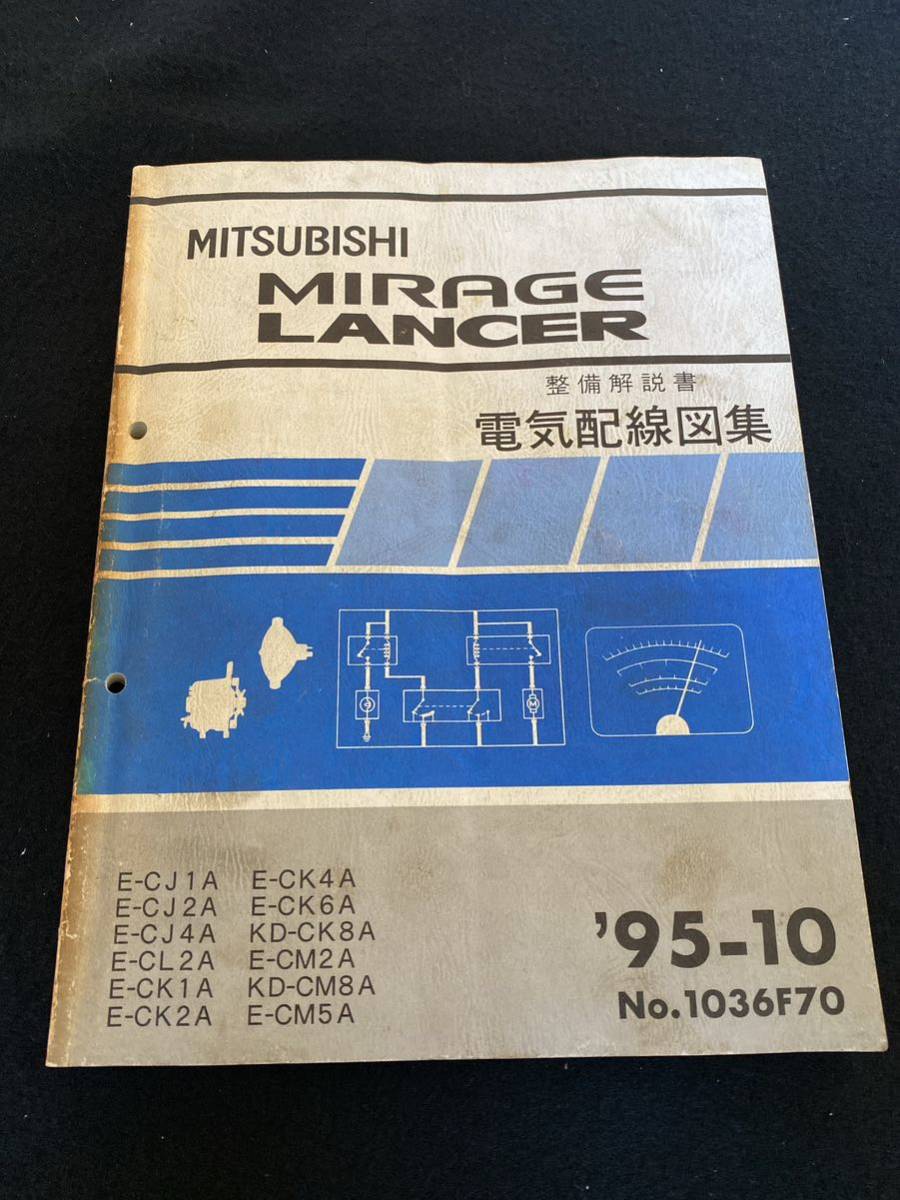 MITSUBISHI
MIRAGE
LANCER
整備解説書
電気配線図集
M
E-CJ1A E-CK4A
E-CJ2A E-CK6A
E-CJ4A KD-CK8A
E-CL2A E-CM2A
E-CK1A KD-CM8A
E-CK2A E-CM5A
'95-10
No.1036F70